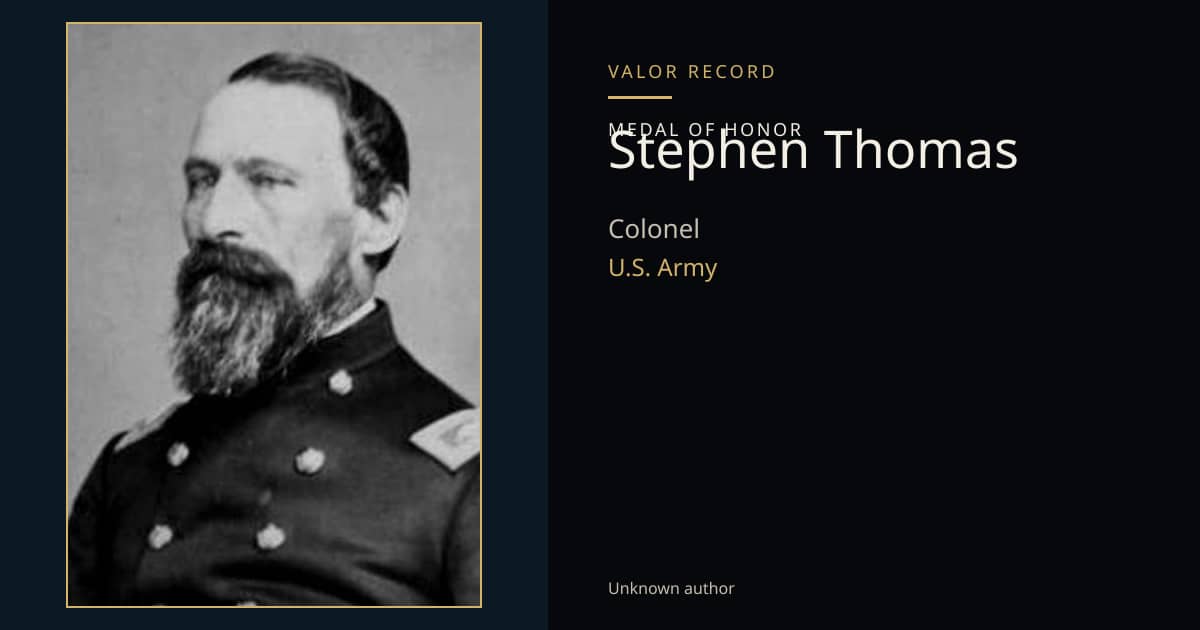 VALOR RECORD
MEDAL OF HONOR
Stephen Thomas
Colonel
U.S. Army
Unknown author